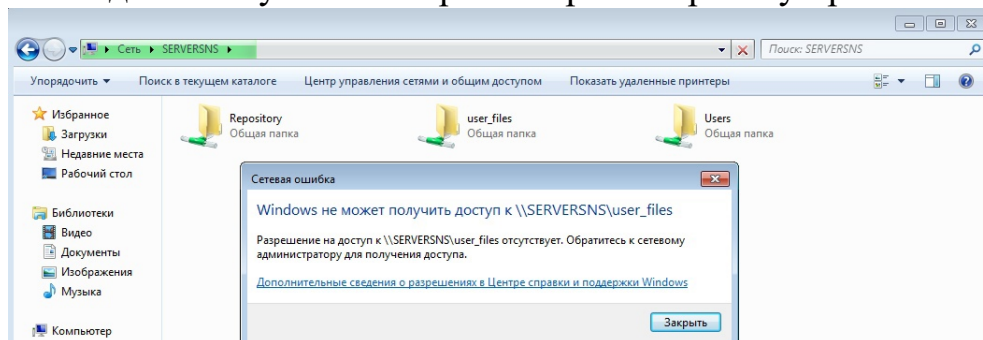 Сеть ▸ SERVERSNS ▸
Поиск: SERVERSNS
Упорядочить ▾ Поиск в текущем каталоге Центр управления сетями и общим доступом Показать удаленные принтеры
Избранное
Загрузки
Недавние места
Рабочий стол
Библиотеки
Видео
Документы
Изображения
Музыка
Компьютер
Repository
Общая папка
user_files
Общая папка
Users
Общая папка
Сетевая ошибка
Windows не может получить доступ к \\SERVERSNS\user_files
Разрешение на доступ к \\SERVERSNS\user_files отсутствует. Обратитесь к сетевому
администратору для получения доступа.
Дополнительные сведения о разрешениях в Центре справки и поддержки Windows
Закрыть